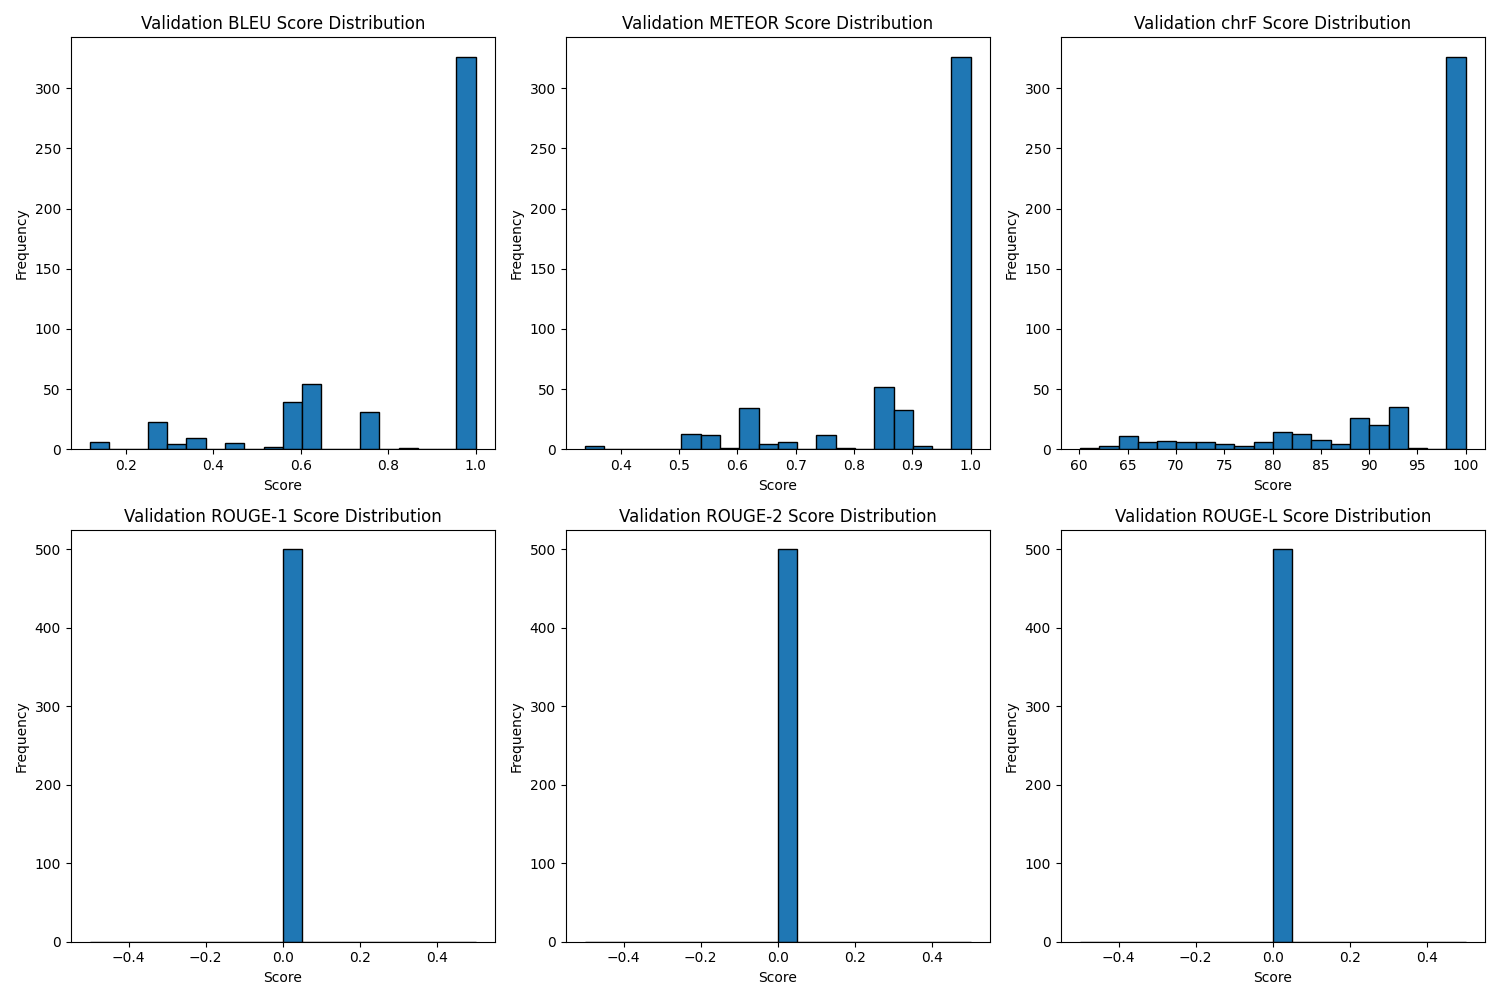 Validation BLEU Score Distribution
300
250
200
150
100
50
0
Frequency
0.2 0.4 0.6 0.8 1.0
Score
Validation METEOR Score Distribution
300
250
200
150
100
50
0
Frequency
0.4 0.5 0.6 0.7 0.8 0.9 1.0
Score
Validation chrF Score Distribution
300
250
200
150
100
50
0
Frequency
60 65 70 75 80 85 90 95 100
Score
Validation ROUGE-1 Score Distribution
500
400
300
200
100
0
Frequency
−0.4 −0.2 0.0 0.2 0.4
Score
Validation ROUGE-2 Score Distribution
500
400
300
200
100
0
Frequency
−0.4 −0.2 0.0 0.2 0.4
Score
Validation ROUGE-L Score Distribution
500
400
300
200
100
0
Frequency
−0.4 −0.2 0.0 0.2 0.4
Score